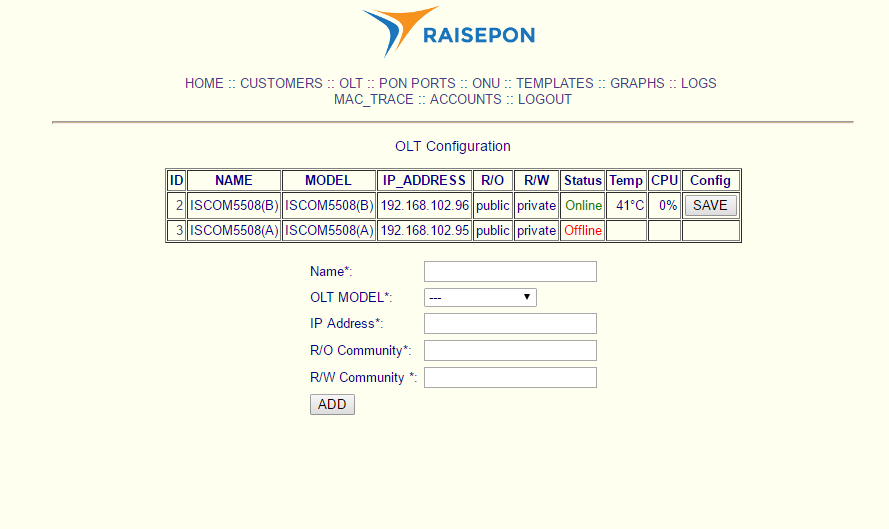 RAISEPON
HOME :: CUSTOMERS :: OLT :: PON PORTS :: ONU :: TEMPLATES :: GRAPHS :: LOGS
MAC_TRACE :: ACCOUNTS :: LOGOUT
OLT Configuration
ID NAME MODEL IP_ADDRESS R/O R/W Status Temp CPU Config
2 ISCOM5508(B) ISCOM5508(B) 192.168.102.96 public private Online 41°C 0% SAVE
3 ISCOM5508(A) ISCOM5508(A) 192.168.102.95 public private Offline
Name*:
OLT MODEL*: ---
IP Address*:
R/O Community*:
R/W Community *:
ADD